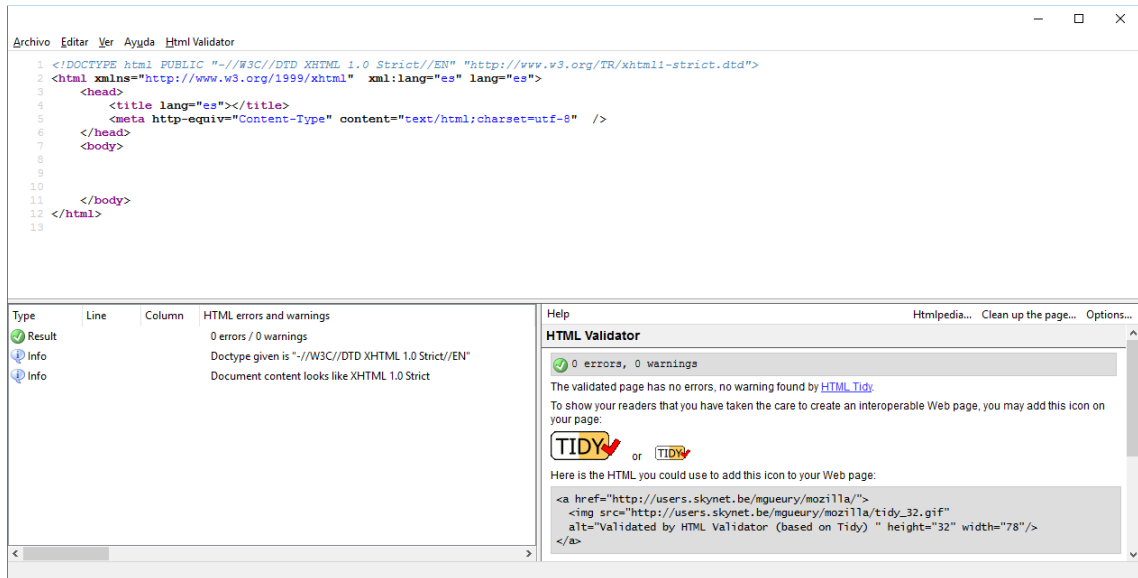 Archivo Editar Ver Ayuda Html Validator
1 <!DOCTYPE html PUBLIC "-//W3C//DTD XHTML 1.0 Strict//EN" "http://www.w3.org/TR/xhtml1-strict.dtd">
2 <html xmlns="http://www.w3.org/1999/xhtml"  xml:lang="es" lang="es">
3     <head>
4         <title lang="es"></title>
5         <meta http-equiv="Content-Type" content="text/html;charset=utf-8"  />
6     </head>
7     <body>
8
9
10
11     </body>
12 </html>
13
Type Line Column HTML errors and warnings
Result 0 errors / 0 warnings
Info Doctype given is "-//W3C//DTD XHTML 1.0 Strict//EN"
Info Document content looks like XHTML 1.0 Strict
Help Htmlpedia... Clean up the page... Options...
HTML Validator
0 errors, 0 warnings
The validated page has no errors, no warning found by HTML Tidy.
To show your readers that you have taken the care to create an interoperable Web page, you may add this icon on
your page:
TIDY or TIDY
Here is the HTML you could use to add this icon to your Web page:
<a href="http://users.skynet.be/mgueury/mozilla/">
  <img src="http://users.skynet.be/mgueury/mozilla/tidy_32.gif"
  alt="Validated by HTML Validator (based on Tidy) " height="32" width="78"/>
</a>